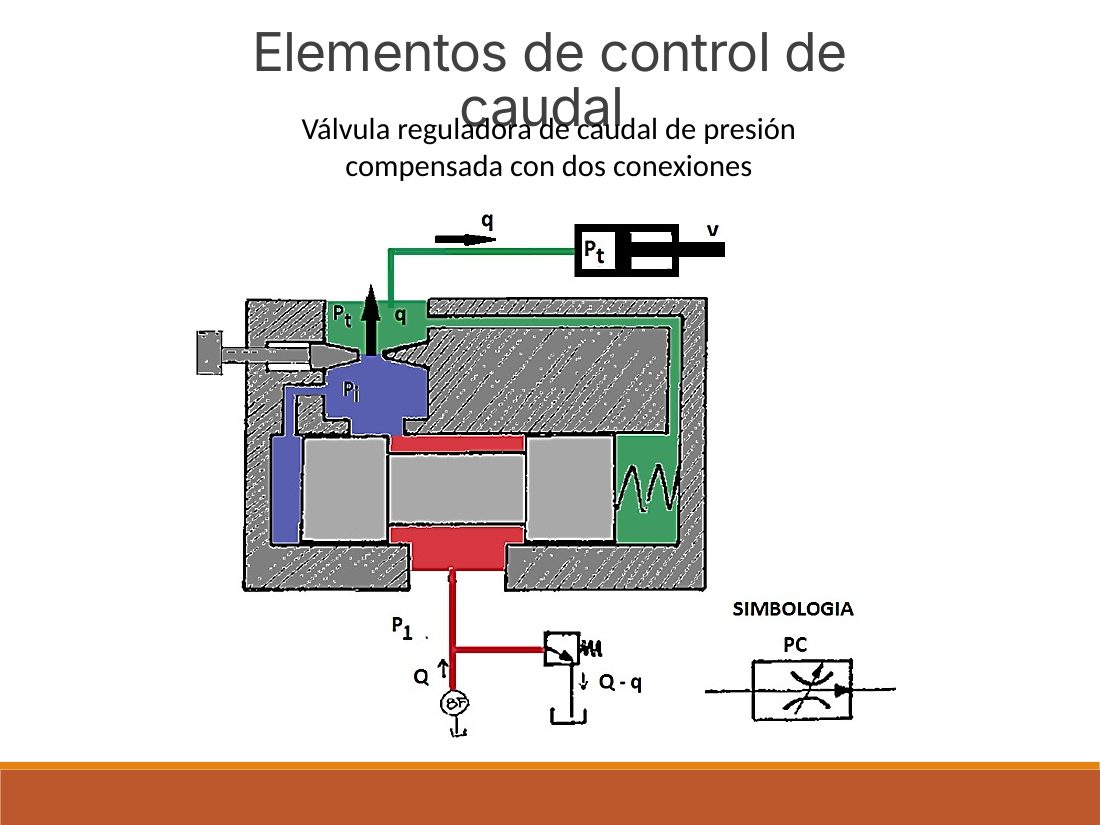 Elementos de control de
caudal
Válvula reguladora de caudal de presión
compensada con dos conexiones
q
v
Pt
Pt
q
Pi
SIMBOLOGIA
P1
PC
Q
Q - q
BF